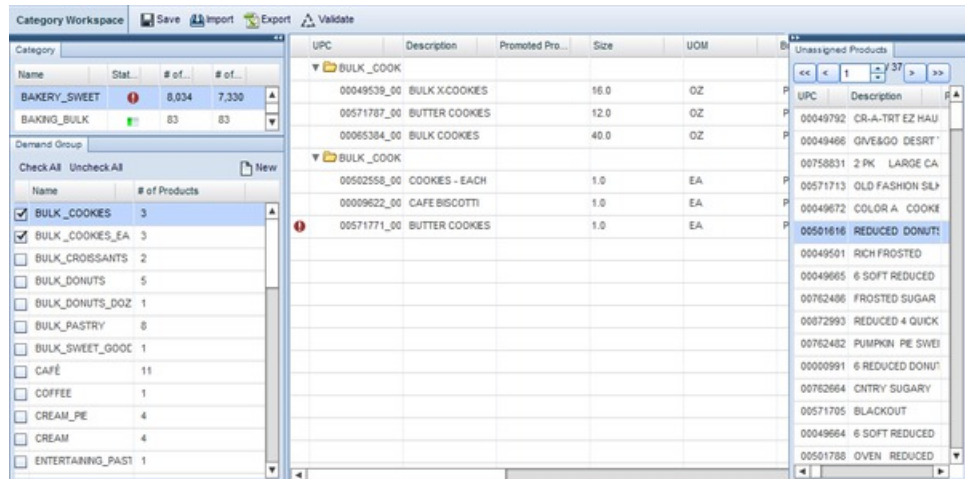 Category Workspace Save Import Export Validate
Category
Name Stat... # of... # of...
BAKERY_SWEET 8,034 7,330
BAKING_BULK 83 83
Demand Group
Check All Uncheck All New
Name # of Products
BULK_COOKIES 3
BULK_COOKIES_EA 3
BULK_CROISSANTS 2
BULK_DONUTS 5
BULK_DONUTS_DOZ 1
BULK_PASTRY 8
BULK_SWEET_GOOD 1
CAFÉ 11
COFFEE 1
CREAM_PIE 4
CREAM 4
ENTERTAINING_PAST 1
UPC Description Promoted Pro... Size UOM
BULK_COOK
00049539_00 BULK X.COOKIES 16.0 OZ P
00571787_00 BUTTER COOKIES 12.0 OZ P
00065384_00 BULK COOKIES 40.0 OZ P
BULK_COOK
00502558_00 COOKIES - EACH 1.0 EA P
00009622_00 CAFE BISCOTTI 1.0 EA P
00571771_00 BUTTER COOKIES 1.0 EA P
Unassigned Products
<< < 1 / 37 > >>
UPC Description
00049792 CR-A-TRT EZ HAU
00049466 GIVE&GO DESRT
00758831 2 PK LARGE CA
00571713 OLD FASHION SILK
00049672 COLOR A COOKIE
00501616 REDUCED DONUTS
00049501 RICH FROSTED
00049665 6 SOFT REDUCED
00762486 FROSTED SUGAR
00872993 REDUCED 4 QUICK
00762482 PUMPKIN PIE SWEE
00000991 6 REDUCED DONUT
00762664 CNTRY SUGARY
00571705 BLACKOUT
00049664 6 SOFT REDUCED
00501788 OVEN REDUCED